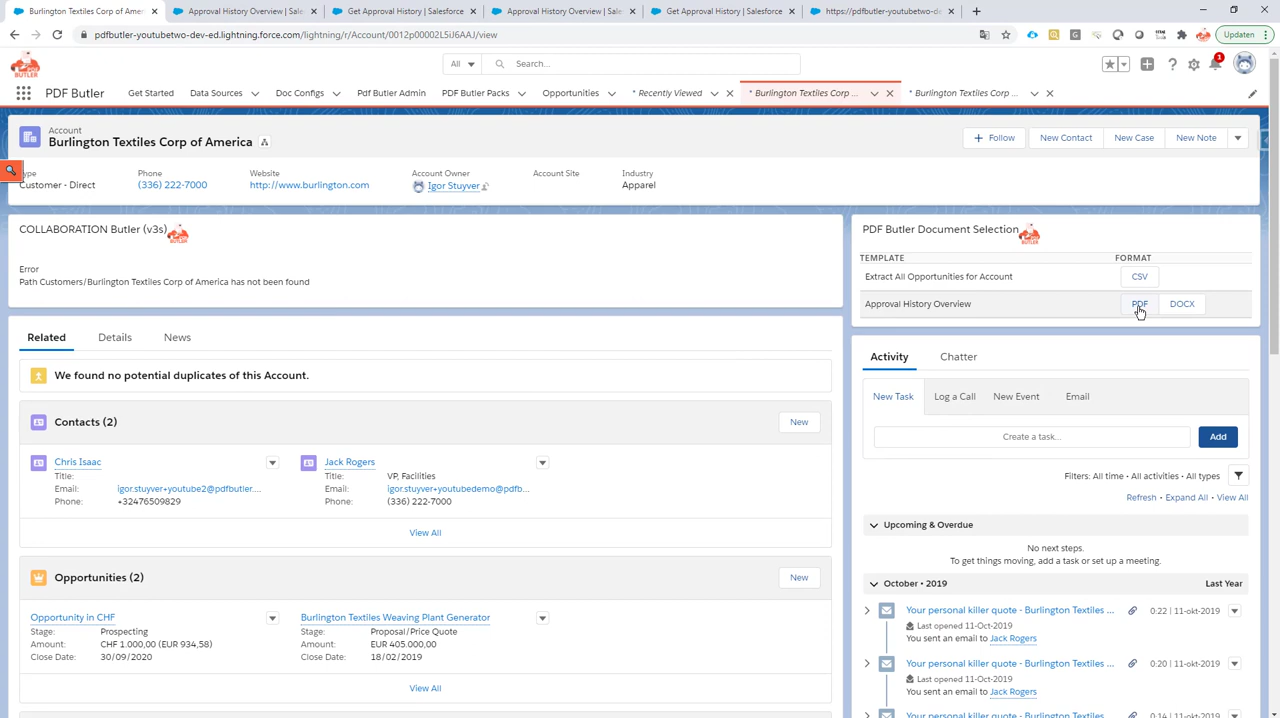 Burlington Textiles Corp of Amer
Approval History Overview | Sale
Get Approval History | Salesforce
Approval History Overview | Sale
Get Approval History | Salesforce
https://pdfbutler-youtubetwo-de
pdfbutler-youtubetwo-dev-ed.lightning.force.com/lightning/r/Account/0012p00002L5iJ6AAJ/view
Updaten
BUTLER
All
Search...
1
PDF Butler
Get Started
Data Sources
Doc Configs
Pdf Butler Admin
PDF Butler Packs
Opportunities
* Recently Viewed
* Burlington Textiles Corp ...
* Burlington Textiles Corp ...
Account
Burlington Textiles Corp of America
Follow
New Contact
New Case
New Note
Type
Customer - Direct
Phone
(336) 222-7000
Website
http://www.burlington.com
Account Owner
Igor Stuyver
Account Site
Industry
Apparel
COLLABORATION Butler (v3s)
Error
Path Customers/Burlington Textiles Corp of America has not been found
PDF Butler Document Selection
TEMPLATE FORMAT
Extract All Opportunities for Account CSV
Approval History Overview PDF DOCX
Related
Details
News
We found no potential duplicates of this Account.
Contacts (2)
New
Chris Isaac
Title:
Email: igor.stuyver+youtube2@pdfbutler....
Phone: +32476509829
Jack Rogers
Title: VP, Facilities
Email: igor.stuyver+youtubedemo@pdfb...
Phone: (336) 222-7000
View All
Opportunities (2)
New
Opportunity in CHF
Stage: Prospecting
Amount: CHF 1.000,00 (EUR 934,58)
Close Date: 30/09/2020
Burlington Textiles Weaving Plant Generator
Stage: Proposal/Price Quote
Amount: EUR 405.000,00
Close Date: 18/02/2019
View All
Activity
Chatter
New Task
Log a Call
New Event
Email
Create a task...
Add
Filters: All time • All activities • All types
Refresh • Expand All • View All
Upcoming & Overdue
No next steps.
To get things moving, add a task or set up a meeting.
October • 2019
Last Year
Your personal killer quote - Burlington Textiles ...
0:22 | 11-okt-2019
Last opened 11-Oct-2019
You sent an email to Jack Rogers
Your personal killer quote - Burlington Textiles ...
0:20 | 11-okt-2019
Last opened 11-Oct-2019
You sent an email to Jack Rogers
Your personal killer quote - Burlington Textiles ...
0:14 | 11-okt-2019